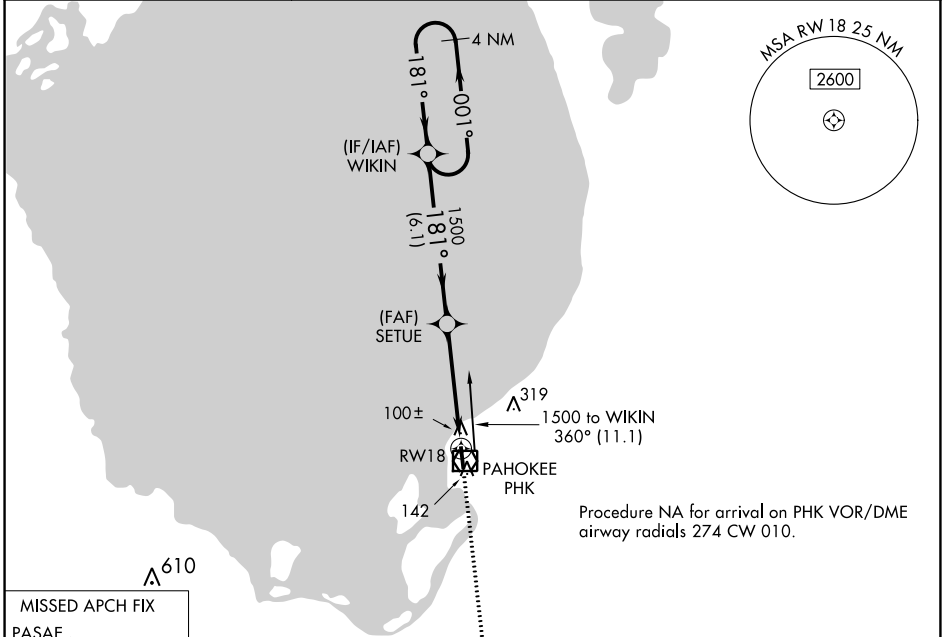 4 NM
181°
001°
(IF/IAF)
WIKIN
1500
181°
(6.1)
(FAF)
SETUE
MSA RW 18 25 NM
2600
319
100±
1500 to WIKIN
360° (11.1)
RW18
PAHOKEE
PHK
142
Procedure NA for arrival on PHK VOR/DME
airway radials 274 CW 010.
610
MISSED APCH FIX